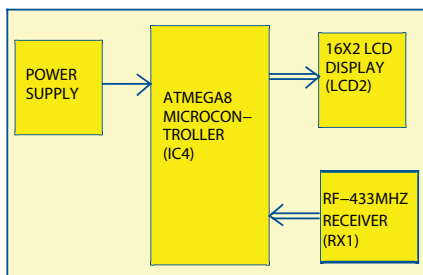 POWER
SUPPLY
ATMEGA8
MICROCON−
TROLLER
(IC4)
16X2 LCD
DISPLAY
(LCD2)
RF−433MHZ
RECEIVER
(RX1)